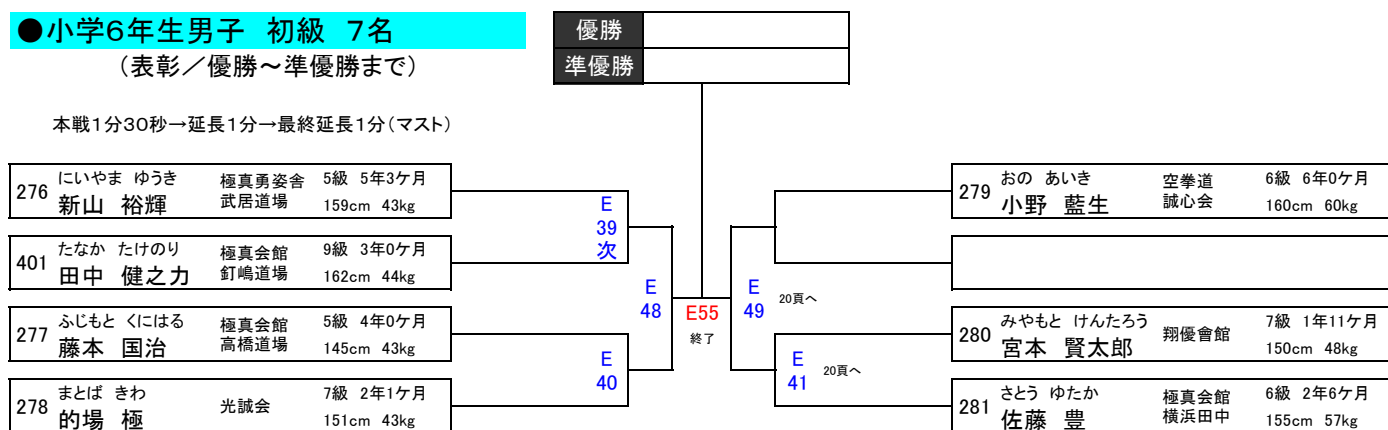 ●小学6年生男子 初級 7名
(表彰／優勝～準優勝まで)
優勝
準優勝
本戦1分30秒→延長1分→最終延長1分(マスト)
276 にいやま ゆうき 新山 裕輝 極真勇姿舎 武居道場 5級 5年3ケ月 159cm 43kg
401 たなか たけのり 田中 健之力 極真会館 釘嶋道場 9級 3年0ケ月 162cm 44kg
277 ふじもと くにはる 藤本 国治 極真会館 高橋道場 5級 4年0ケ月 145cm 43kg
278 まとば きわ 的場 極 光誠会 7級 2年1ケ月 151cm 43kg
E
39
次
E
40
E
48
E55
終了
E
49
20頁へ
E
41
20頁へ
279 おの あいき 小野 藍生 空拳道 誠心会 6級 6年0ケ月 160cm 60kg
280 みやもと けんたろう 宮本 賢太郎 翔優會館 7級 1年11ケ月 150cm 48kg
281 さとう ゆたか 佐藤 豊 極真会館 横浜田中 6級 2年6ケ月 155cm 57kg